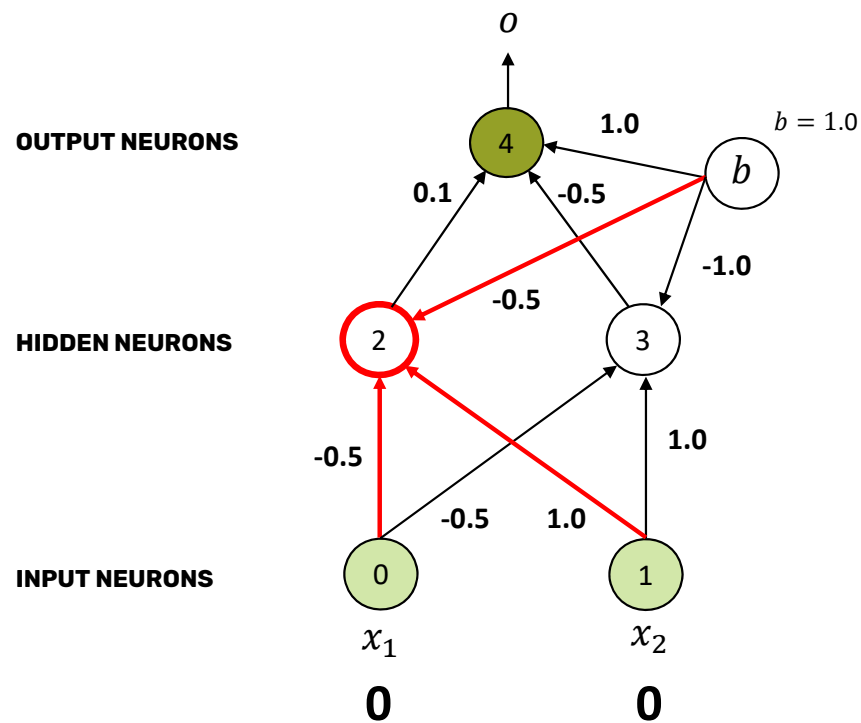 o
OUTPUT NEURONS
4
1.0
b = 1.0
b
0.1
-0.5
-1.0
-0.5
HIDDEN NEURONS
2
3
-0.5
1.0
-0.5
1.0
INPUT NEURONS
0
1
x₁
x₂
0
0